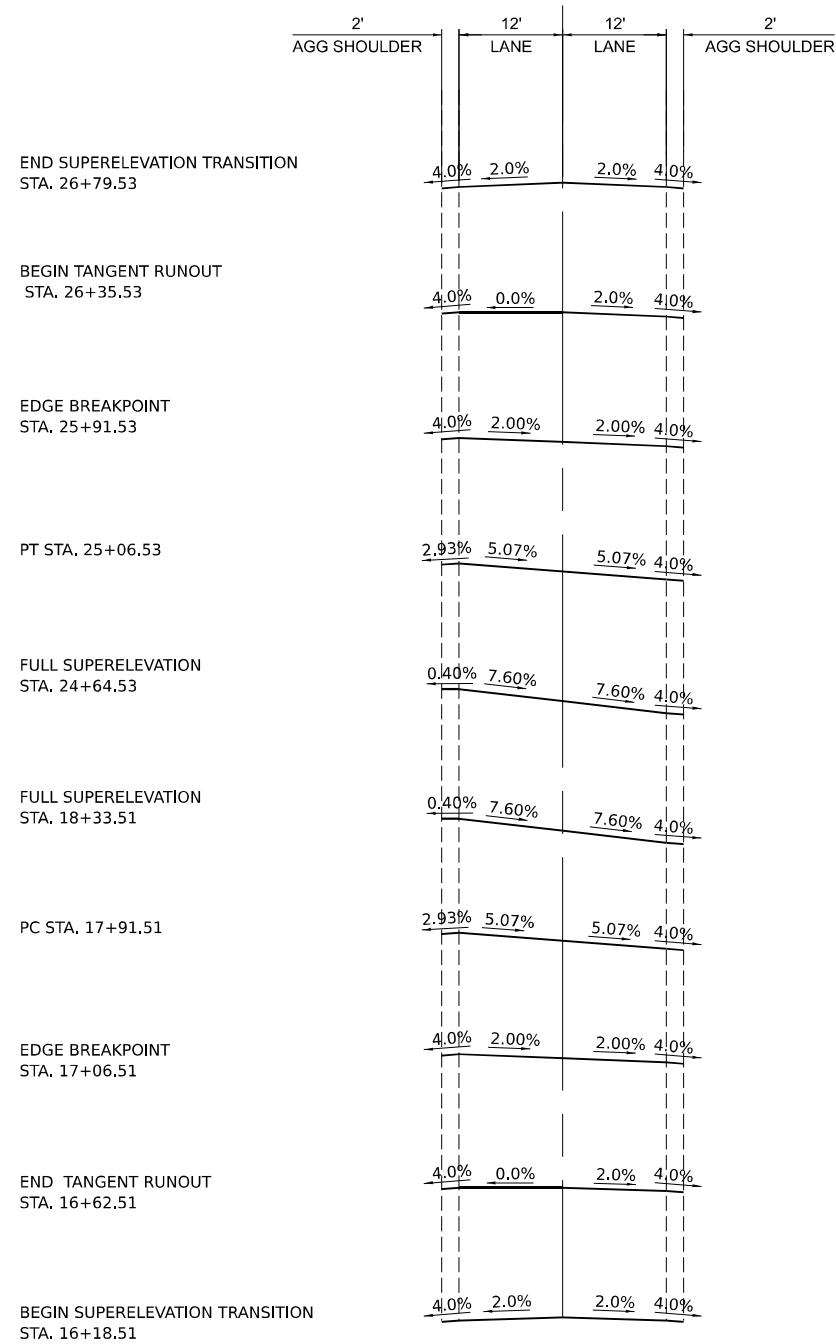 2' 12' 12' 2'
AGG SHOULDER LANE LANE AGG SHOULDER
END SUPERELEVATION TRANSITION
STA. 26+79.53
4.0% 2.0% 2.0% 4.0%
BEGIN TANGENT RUNOUT
STA. 26+35.53
4.0% 0.0% 2.0% 4.0%
EDGE BREAKPOINT
STA. 25+91.53
4.0% 2.00% 2.00% 4.0%
PT STA. 25+06.53
2.93% 5.07% 5.07% 4.0%
FULL SUPERELEVATION
STA. 24+64.53
0.40% 7.60% 7.60% 4.0%
FULL SUPERELEVATION
STA. 18+33.51
0.40% 7.60% 7.60% 4.0%
PC STA. 17+91.51
2.93% 5.07% 5.07% 4.0%
EDGE BREAKPOINT
STA. 17+06.51
4.0% 2.00% 2.00% 4.0%
END TANGENT RUNOUT
STA. 16+62.51
4.0% 0.0% 2.0% 4.0%
BEGIN SUPERELEVATION TRANSITION
STA. 16+18.51
4.0% 2.0% 2.0% 4.0%